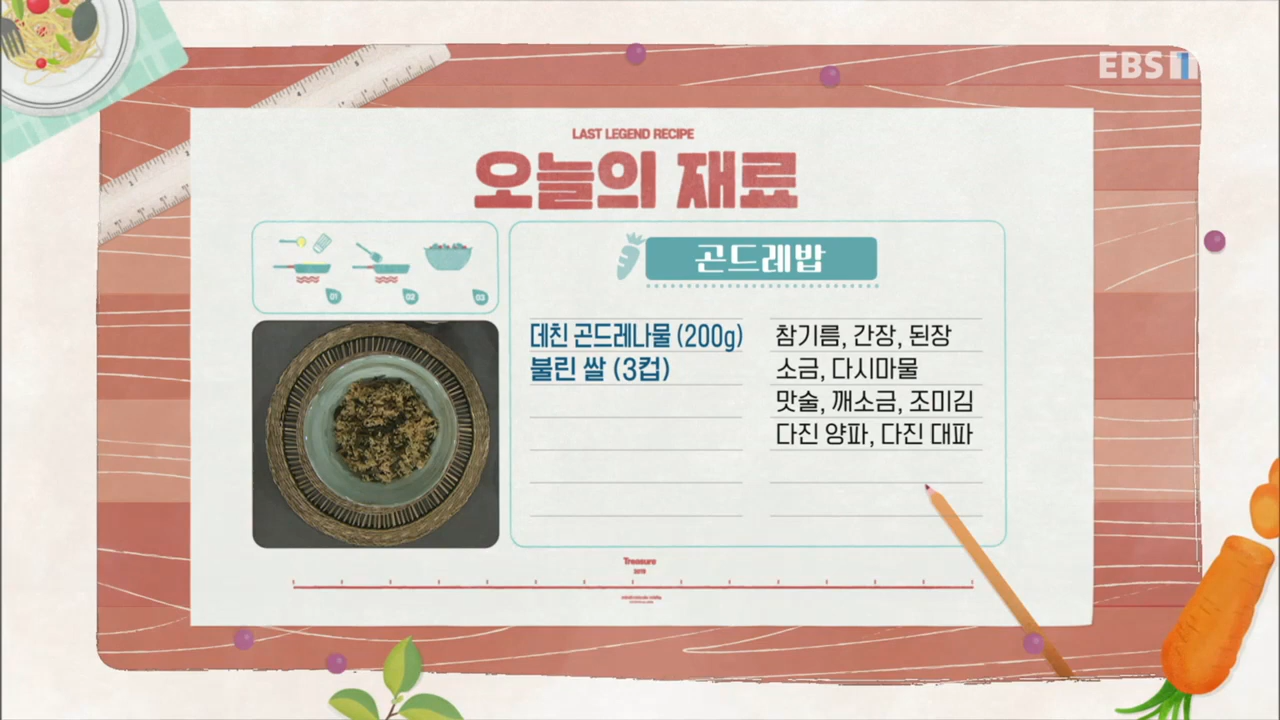 EBS 1
LAST LEGEND RECIPE
오늘의 재료
01 02 03
곤드레밥
데친 곤드레나물 (200g)
불린 쌀 (3컵)
참기름, 간장, 된장
소금, 다시마물
맛술, 깨소금, 조미김
다진 양파, 다진 대파
Treasure